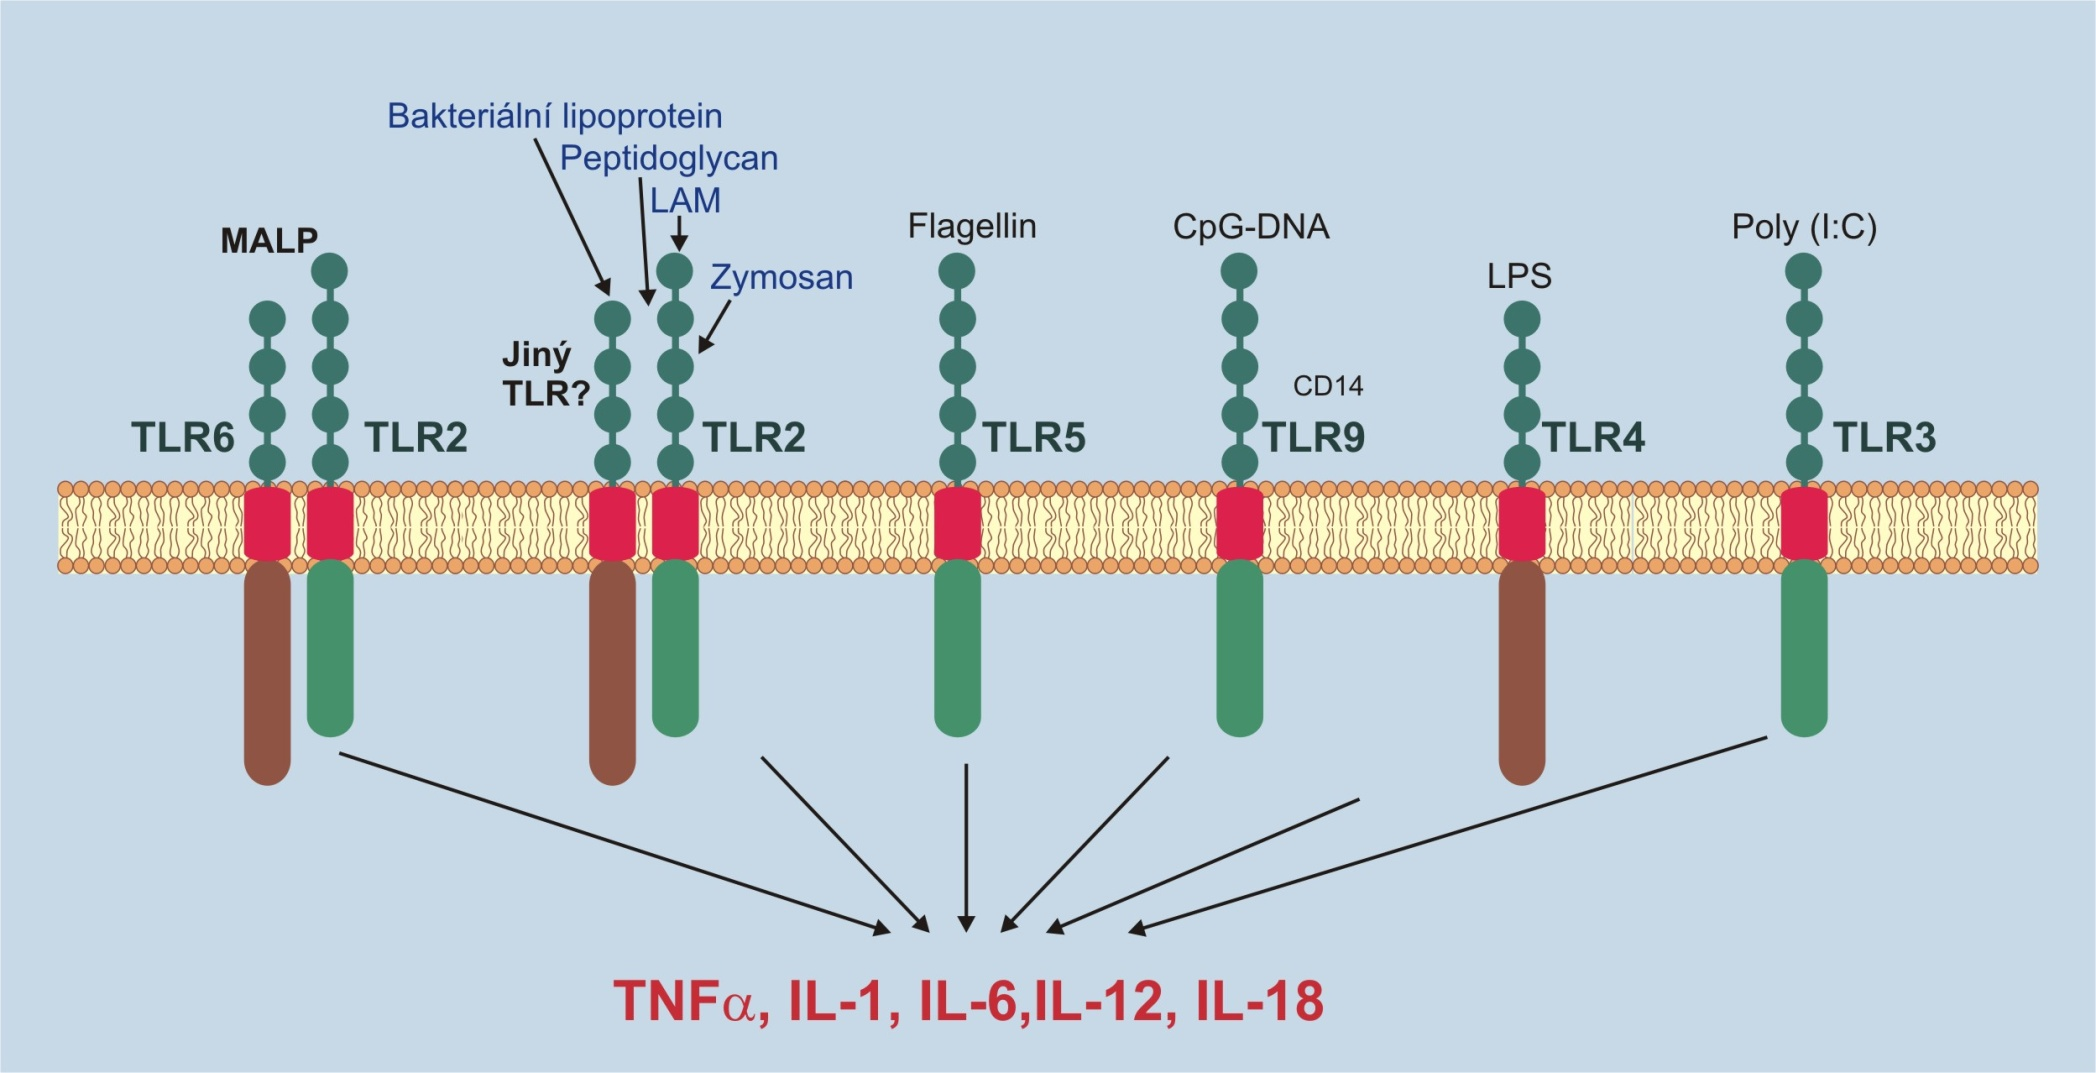 Bakteriální lipoprotein
Peptidoglycan
LAM
MALP
Zymosan
Flagellin
CpG-DNA
LPS
Poly (I:C)
Jiný
TLR?
CD14
TLR6
TLR2
TLR2
TLR5
TLR9
TLR4
TLR3
TNFα, IL-1, IL-6,IL-12, IL-18